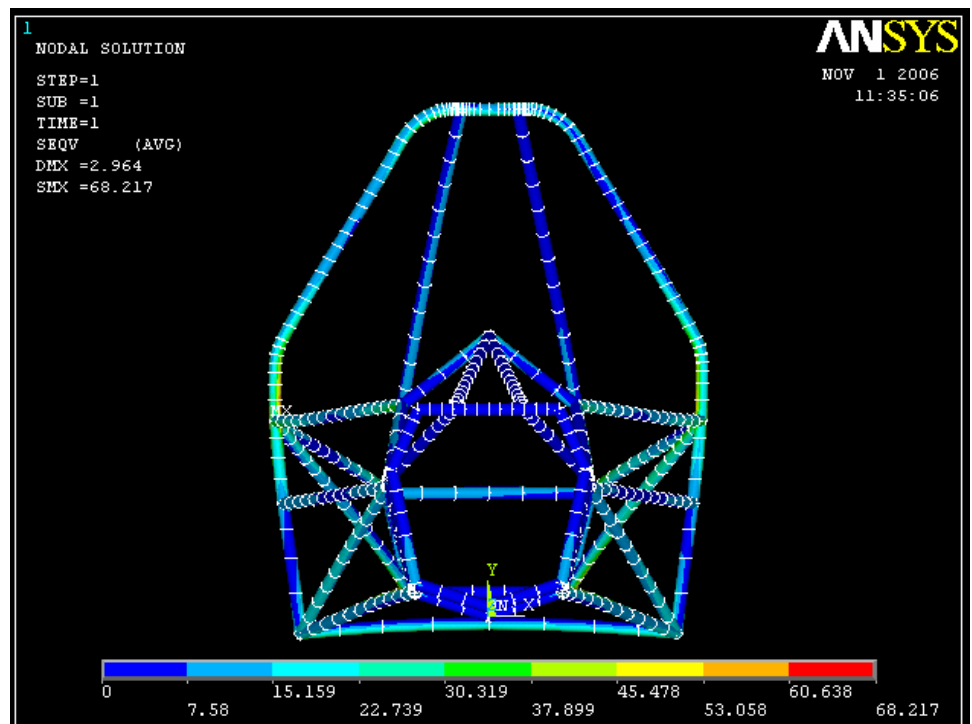 1
NODAL SOLUTION
STEP=1
SUB =1
TIME=1
SEQV (AVG)
DMX =2.964
SMX =68.217
ANSYS
NOV 1 2006
11:35:06
MX
Y
X
0 15.159 30.319 45.478 60.638
7.58 22.739 37.899 53.058 68.217